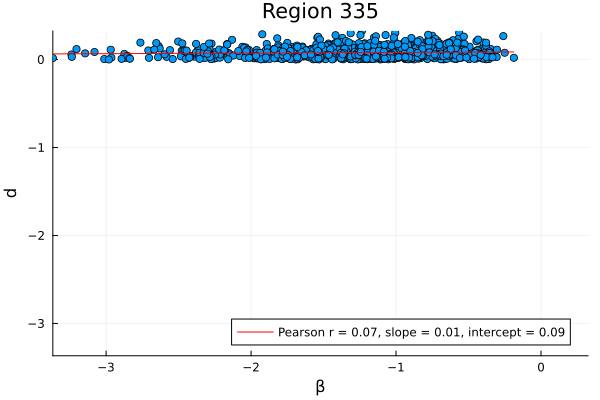 Region 335
d
0
−1
−2
−3
Pearson r = 0.07, slope = 0.01, intercept = 0.09
−3 −2 −1 0
β